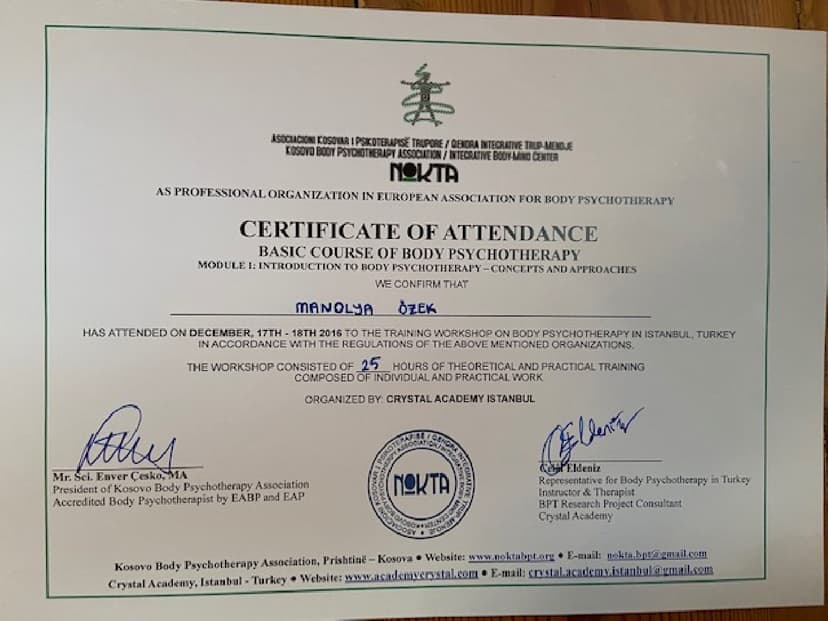 ASOCIACIONI KOSOVAR I PSIKOTERAPISË TRUPORE / QENDRA INTEGRATIVE TRUP-MENDJE
KOSOVO BODY PSYCHOTHERAPY ASSOCIATION / INTEGRATIVE BODY-MIND CENTER
NOKTA
AS PROFESSIONAL ORGANIZATION IN EUROPEAN ASSOCIATION FOR BODY PSYCHOTHERAPY
CERTIFICATE OF ATTENDANCE
BASIC COURSE OF BODY PSYCHOTHERAPY
MODULE I: INTRODUCTION TO BODY PSYCHOTHERAPY – CONCEPTS AND APPROACHES
WE CONFIRM THAT
MANOLYA ÖZEK
HAS ATTENDED ON DECEMBER, 17TH - 18TH 2016 TO THE TRAINING WORKSHOP ON BODY PSYCHOTHERAPY IN ISTANBUL, TURKEY
IN ACCORDANCE WITH THE REGULATIONS OF THE ABOVE MENTIONED ORGANIZATIONS.
THE WORKSHOP CONSISTED OF 25 HOURS OF THEORETICAL AND PRACTICAL TRAINING
COMPOSED OF INDIVIDUAL AND PRACTICAL WORK
ORGANIZED BY: CRYSTAL ACADEMY ISTANBUL
Mr. Sci. Enver Çesko, MA
President of Kosovo Body Psychotherapy Association
Accredited Body Psychotherapist by EABP and EAP
NOKTA
Eldeniz
Representative for Body Psychotherapy in Turkey
Instructor & Therapist
BPT Research Project Consultant
Crystal Academy
Kosovo Body Psychotherapy Association, Prishtinë – Kosova • Website: www.noktabpt.org • E-mail: nokta.bpt@gmail.com
Crystal Academy, Istanbul - Turkey • Website: www.academycrystal.com • E-mail: crystal.academy.istanbul@gmail.com